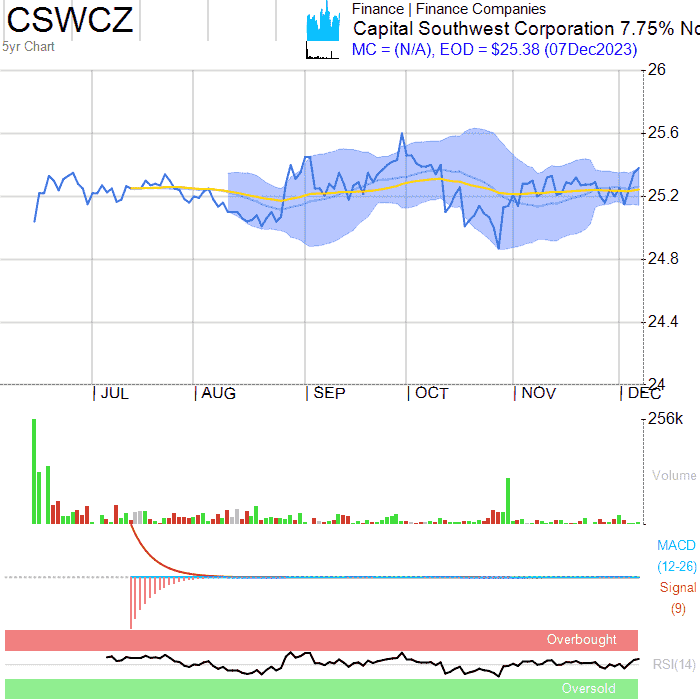 CSWCZ
5yr Chart
Finance | Finance Companies
Capital Southwest Corporation 7.75% No
MC = (N/A), EOD = $25.38 (07Dec2023)
26
25.6
25.2
24.8
24.4
24
JUL AUG SEP OCT NOV DEC
256k
Volume
MACD
(12-26)
Signal
(9)
Overbought
RSI(14)
Oversold